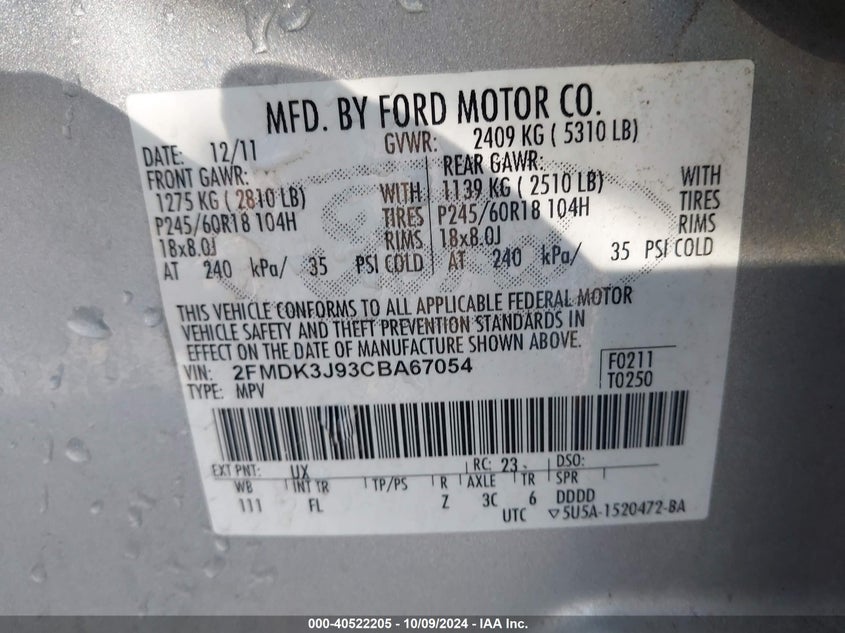 MFD. BY FORD MOTOR CO.
DATE: 12/11 GVWR: 2409 KG ( 5310 LB)
FRONT GAWR: REAR GAWR:
1275 KG ( 2810 LB) WITH 1139 KG ( 2510 LB) WITH
P245/60R18 104H TIRES P245/60R18 104H TIRES
18x8.0J RIMS 18x8.0J RIMS
AT 240 kPa/ 35 PSI COLD AT 240 kPa/ 35 PSI COLD
THIS VEHICLE CONFORMS TO ALL APPLICABLE FEDERAL MOTOR
VEHICLE SAFETY AND THEFT PREVENTION STANDARDS IN
EFFECT ON THE DATE OF MANUFACTURE SHOWN ABOVE.
VIN: 2FMDK3J93CBA67054 F0211
TYPE: MPV T0250
EXT PNT: UX RC: 23 DSO:
WB INT TR TP/PS R AXLE TR SPR
111 FL Z 3C 6 DDDD
UTC ▽5U5A-1520472-BA
000-40522205 - 10/09/2024 - IAA Inc.